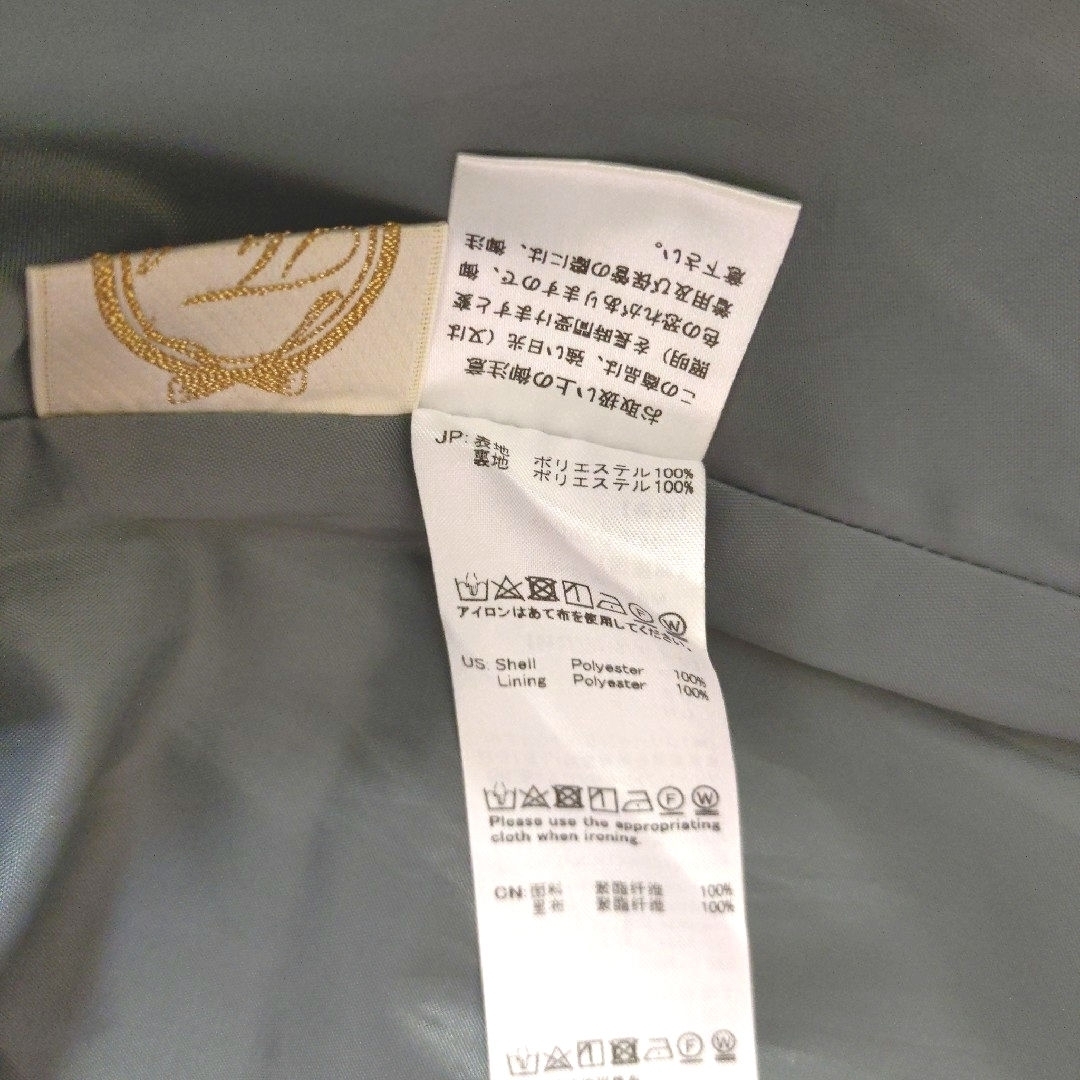 お取扱い上の御注意
この商品は、強い日光（又は
照明）を長時間受けますと変
色の恐れがありますので、御
着用及び保管の際には、御注
意下さい。
JP: 表地 ポリエステル 100%
裏地 ポリエステル 100%
アイロンはあて布を使用してください。
US: Shell Polyester 100%
Lining Polyester 100%
Please use the appropriating
cloth when ironing.
CN: 面料 聚酯纤维 100%
里布 聚酯纤维 100%